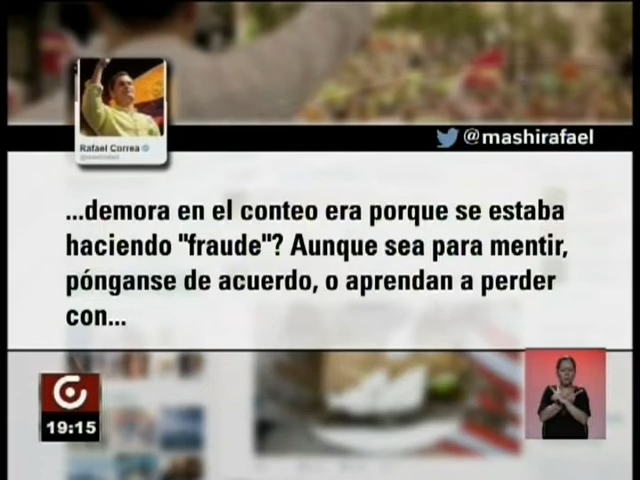 Rafael Correa
@mashirafael
@mashirafael
...demora en el conteo era porque se estaba
haciendo "fraude"? Aunque sea para mentir,
pónganse de acuerdo, o aprendan a perder
con...
19:15